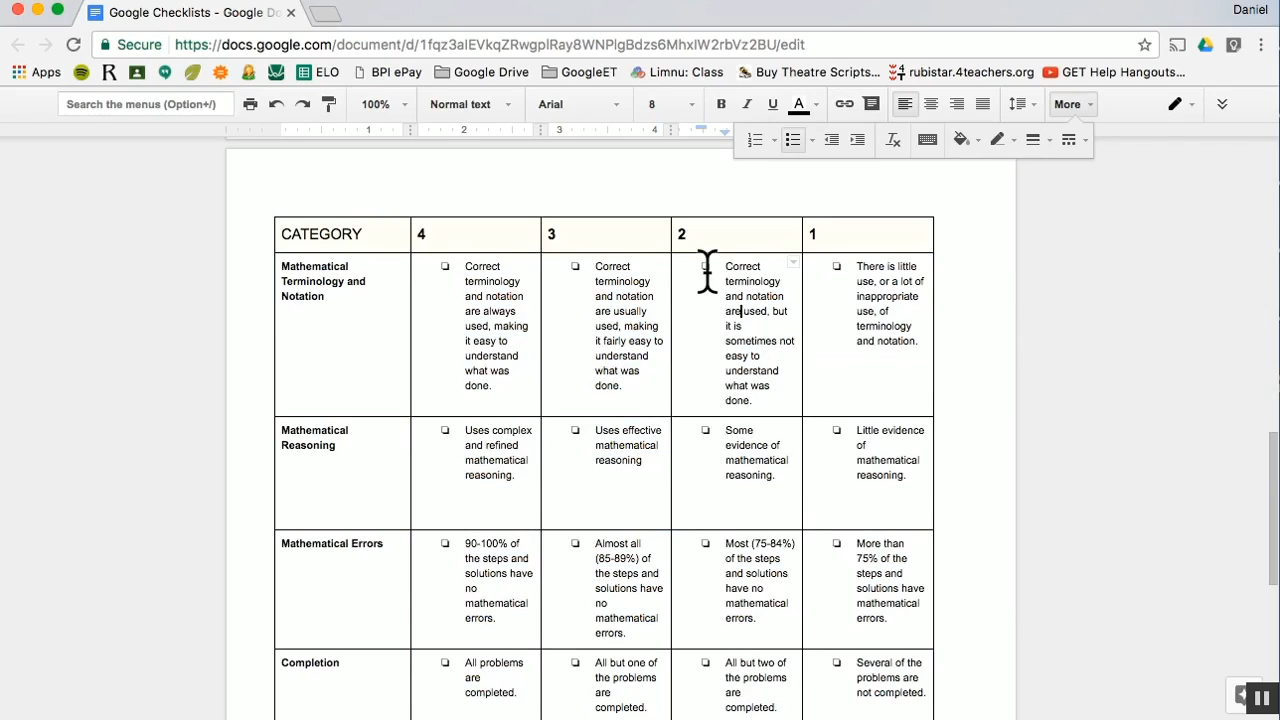 Google Checklists - Google Do
Daniel
Secure https://docs.google.com/document/d/1fqz3aIEVkqZRwgplRay8WNPlgBdzs6MhxIW2rbVz2BU/edit
Apps ELO BPI ePay Google Drive GoogleET Limnu: Class... Buy Theatre Scripts... rubistar.4teachers.org GET Help Hangouts...
Search the menus (Option+/) 100% Normal text Arial 8 B I U A More
1 2 3 4
CATEGORY 4 3 2 1
Mathematical
Terminology and
Notation
Correct
terminology
and notation
are always
used, making
it easy to
understand
what was
done.
Correct
terminology
and notation
are usually
used, making
it fairly easy to
understand
what was
done.
Correct
terminology
and notation
are used, but
it is
sometimes not
easy to
understand
what was
done.
There is little
use, or a lot of
inappropriate
use, of
terminology
and notation.
Mathematical
Reasoning
Uses complex
and refined
mathematical
reasoning.
Uses effective
mathematical
reasoning
Some
evidence of
mathematical
reasoning.
Little evidence
of
mathematical
reasoning.
Mathematical Errors
90-100% of
the steps and
solutions have
no
mathematical
errors.
Almost all
(85-89%) of
the steps and
solutions have
no
mathematical
errors.
Most (75-84%)
of the steps
and solutions
have no
mathematical
errors.
More than
75% of the
steps and
solutions have
mathematical
errors.
Completion
All problems
are
completed.
All but one of
the problems
are
completed.
All but two of
the problems
are
completed.
Several of the
problems are
not completed.